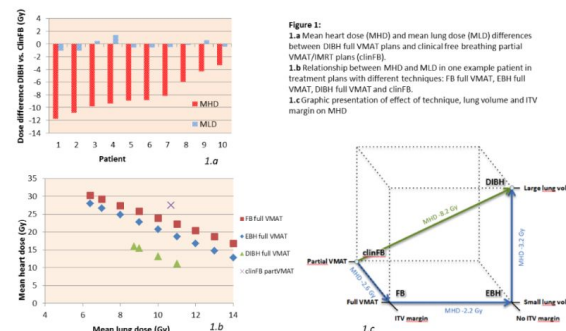 Dose difference DIBH vs. ClinFB (Gy)
4
2
0
-2
-4
-6
-8
-10
-12
-14
1 2 3 4 5 6 7 8 9 10
Patient
MHD
MLD
1.a
Figure 1:
1.a Mean heart dose (MHD) and mean lung dose (MLD) differences
between DIBH full VMAT plans and clinical free breathing partial
VMAT/IMRT plans (clinFB).
1.b Relationship between MHD and MLD in one example patient in
treatment plans with different techniques: FB full VMAT, EBH full
VMAT, DIBH full VMAT and clinFB.
1.c Graphic presentation of effect of technique, lung volume and ITV
margin on MHD
Mean heart dose (Gy)
35
30
25
20
15
10
5
0
4 6 8 10 12 14
Mean lung dose (Gy)
FB full VMAT
EBH full VMAT
DIBH full VMAT
clinFB partVMAT
1.b
DIBH
Large lung vol
MHD -8.2 Gy
MHD -3.2 Gy
Partial VMAT
clinFB
MHD -2.6 Gy
Full VMAT
FB
EBH
Small lung vo
MHD -2.2 Gy
ITV margin
No ITV margin
1.c